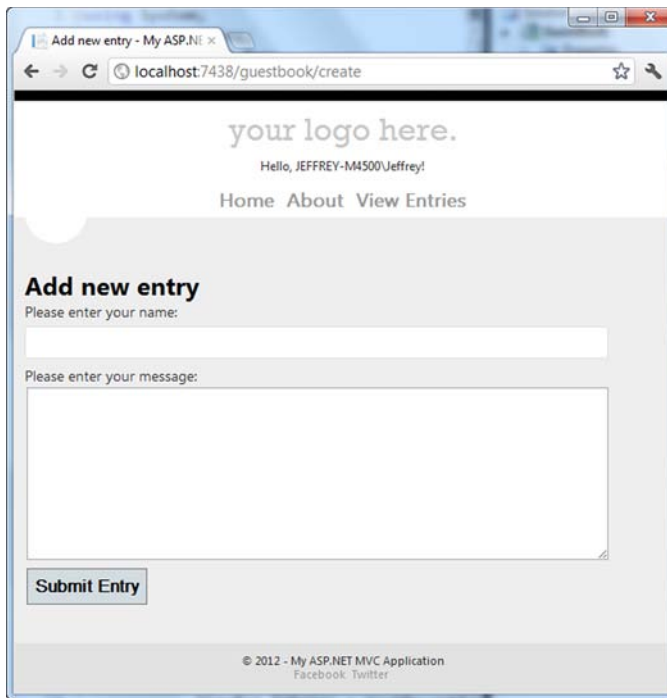 Add new entry - My ASP.NE
localhost:7438/guestbook/create
your logo here.
Hello, JEFFREY-M4500\Jeffrey!
Home About View Entries
Add new entry
Please enter your name:
Please enter your message:
Submit Entry
© 2012 - My ASP.NET MVC Application
Facebook Twitter